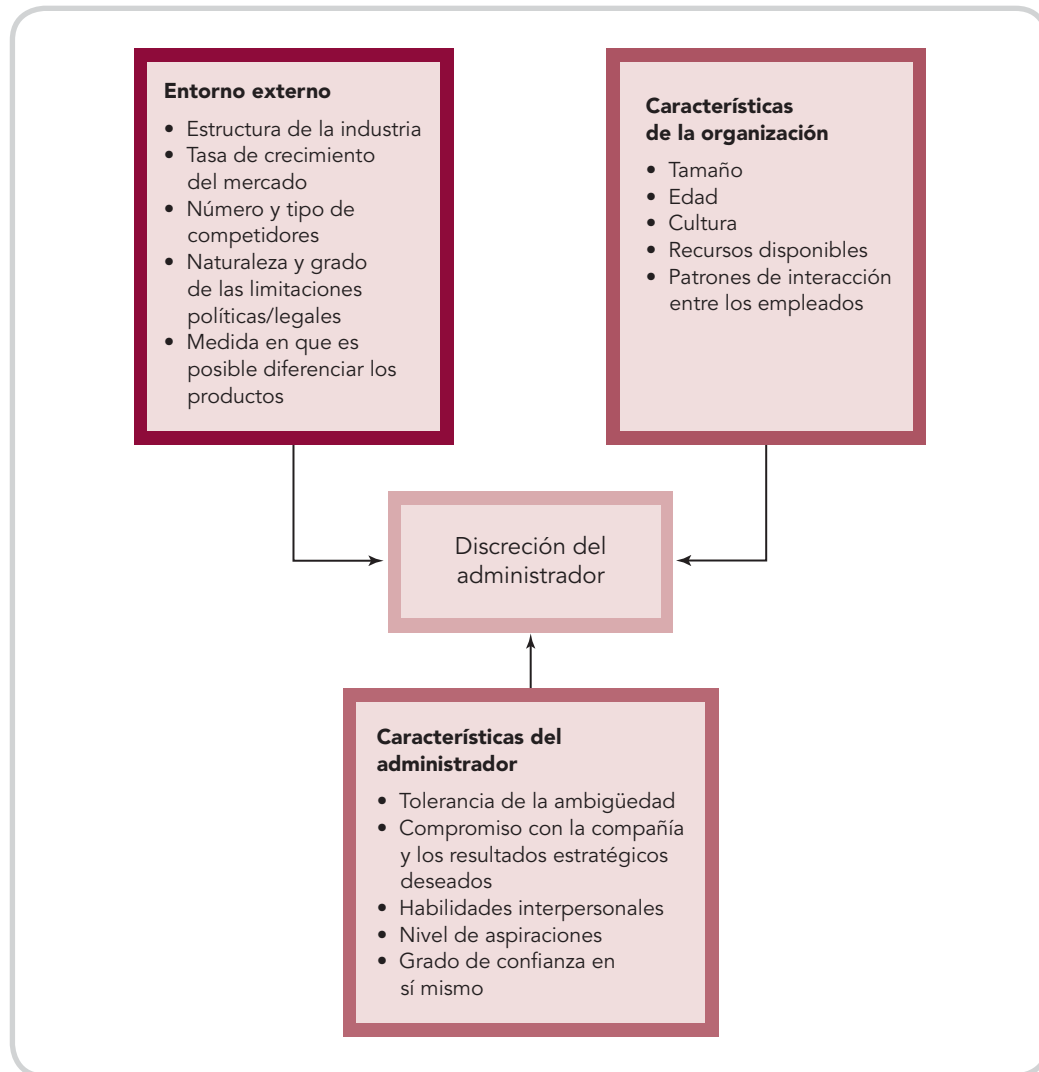 Entorno externo
• Estructura de la industria
• Tasa de crecimiento
del mercado
• Número y tipo de
competidores
• Naturaleza y grado
de las limitaciones
políticas/legales
• Medida en que es
posible diferenciar los
productos
Características
de la organización
• Tamaño
• Edad
• Cultura
• Recursos disponibles
• Patrones de interacción
entre los empleados
Discreción del
administrador
Características del
administrador
• Tolerancia de la ambigüedad
• Compromiso con la compañía
y los resultados estratégicos
deseados
• Habilidades interpersonales
• Nivel de aspiraciones
• Grado de confianza en
sí mismo